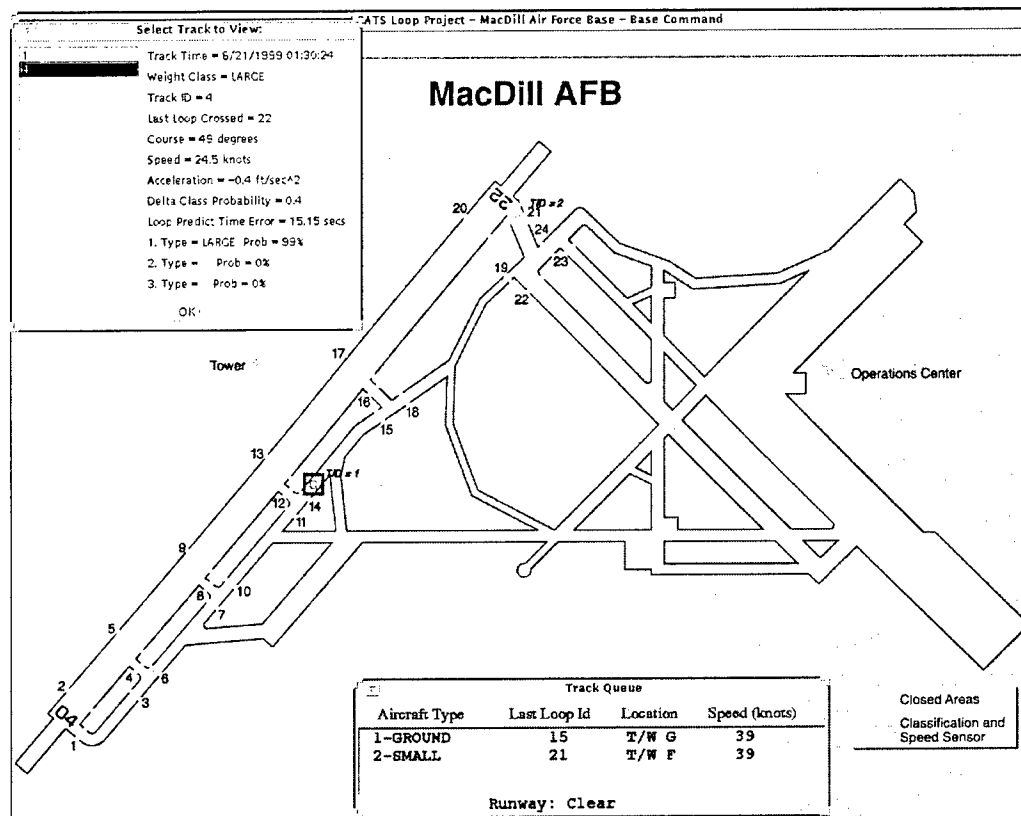 CATS Loop Project – MacDill Air Force Base – Base Command
Select Track to View:
1
4
Track Time = 6/21/1999 01:30:24
Weight Class = LARGE
Track ID = 4
Last Loop Crossed = 22
Course = 49 degrees
Speed = 24.5 knots
Acceleration = -0.4 ft/sec^2
Delta Class Probability = 0.4
Loop Predict Time Error = 15.15 secs
1. Type = LARGE Prob = 99%
2. Type = Prob = 0%
3. Type = Prob = 0%
OK
MacDill AFB
22
T/D = 2
20
21
24
19
23
22
17
Tower
Operations Center
16
18
15
13
T/D = 1
12
14
11
9
8
10
7
5
4
6
2
3
04
1
Track Queue
Aircraft Type Last Loop Id Location Speed (knots)
1-GROUND 15 T/W G 39
2-SMALL 21 T/W F 39
Runway: Clear
Closed Areas
Classification and
Speed Sensor